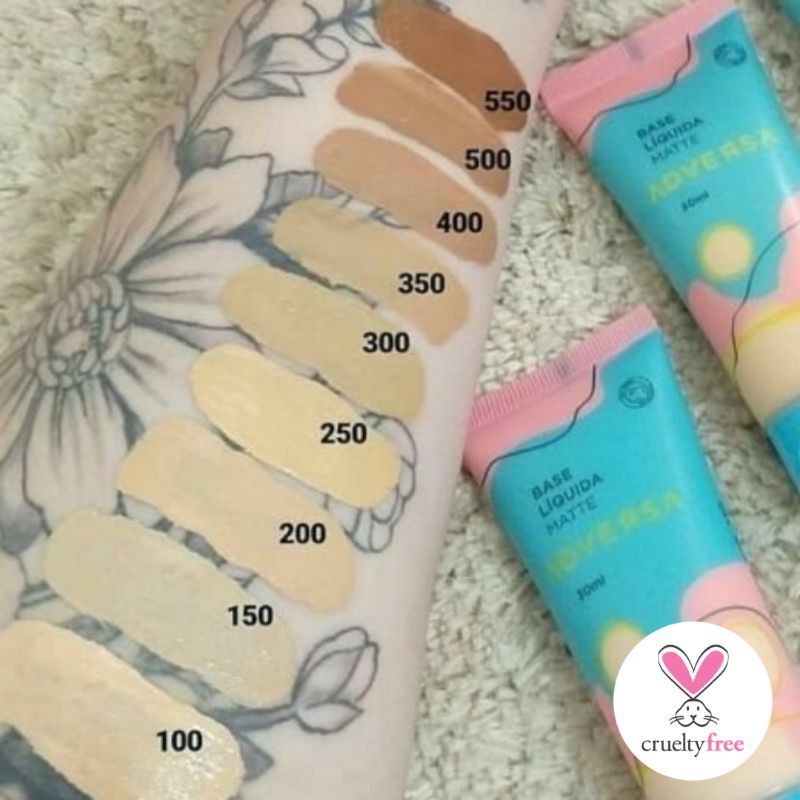 550
500
400
350
300
250
200
150
100
BASE
LÍQUIDA
MATTE
ADVERSA
30ml
BASE
LÍQUIDA
MATTE
ADVERSA
30ml
crueltyfree